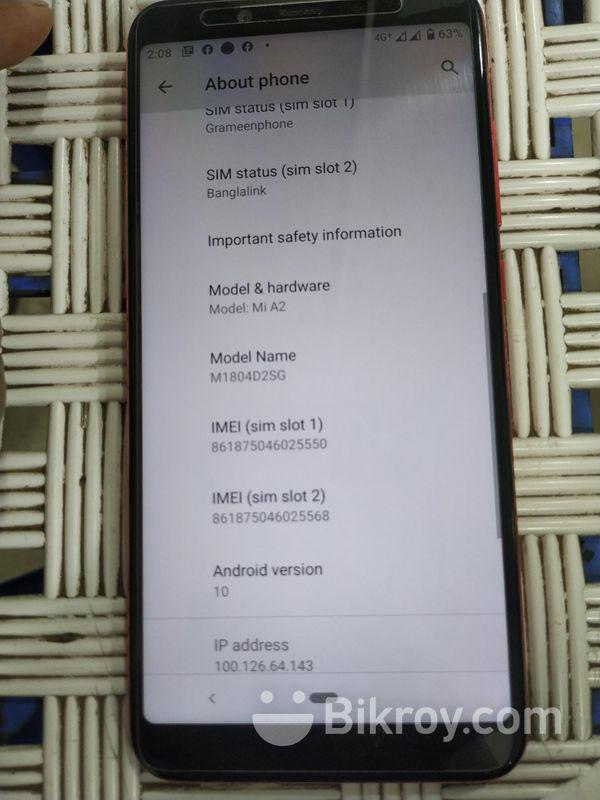 2:08
4G+
63%
About phone
SIM status (sim slot 1)
Grameenphone
SIM status (sim slot 2)
Banglalink
Important safety information
Model & hardware
Model: Mi A2
Model Name
M1804D2SG
IMEI (sim slot 1)
861875046025550
IMEI (sim slot 2)
861875046025568
Android version
10
IP address
100.126.64.143
Bikroy.com